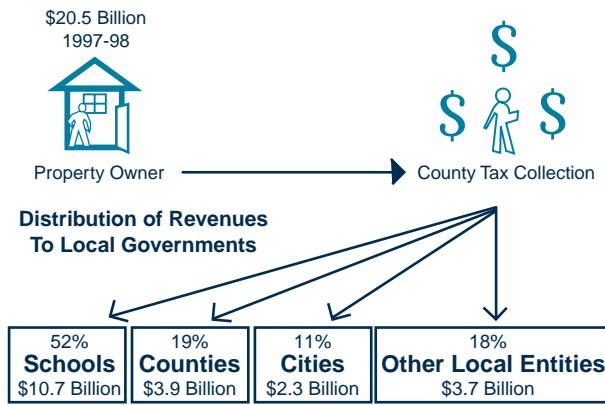 $20.5 Billion
1997-98
$
$ $
Property Owner
County Tax Collection
Distribution of Revenues
To Local Governments
52%
Schools
$10.7 Billion
19%
Counties
$3.9 Billion
11%
Cities
$2.3 Billion
18%
Other Local Entities
$3.7 Billion